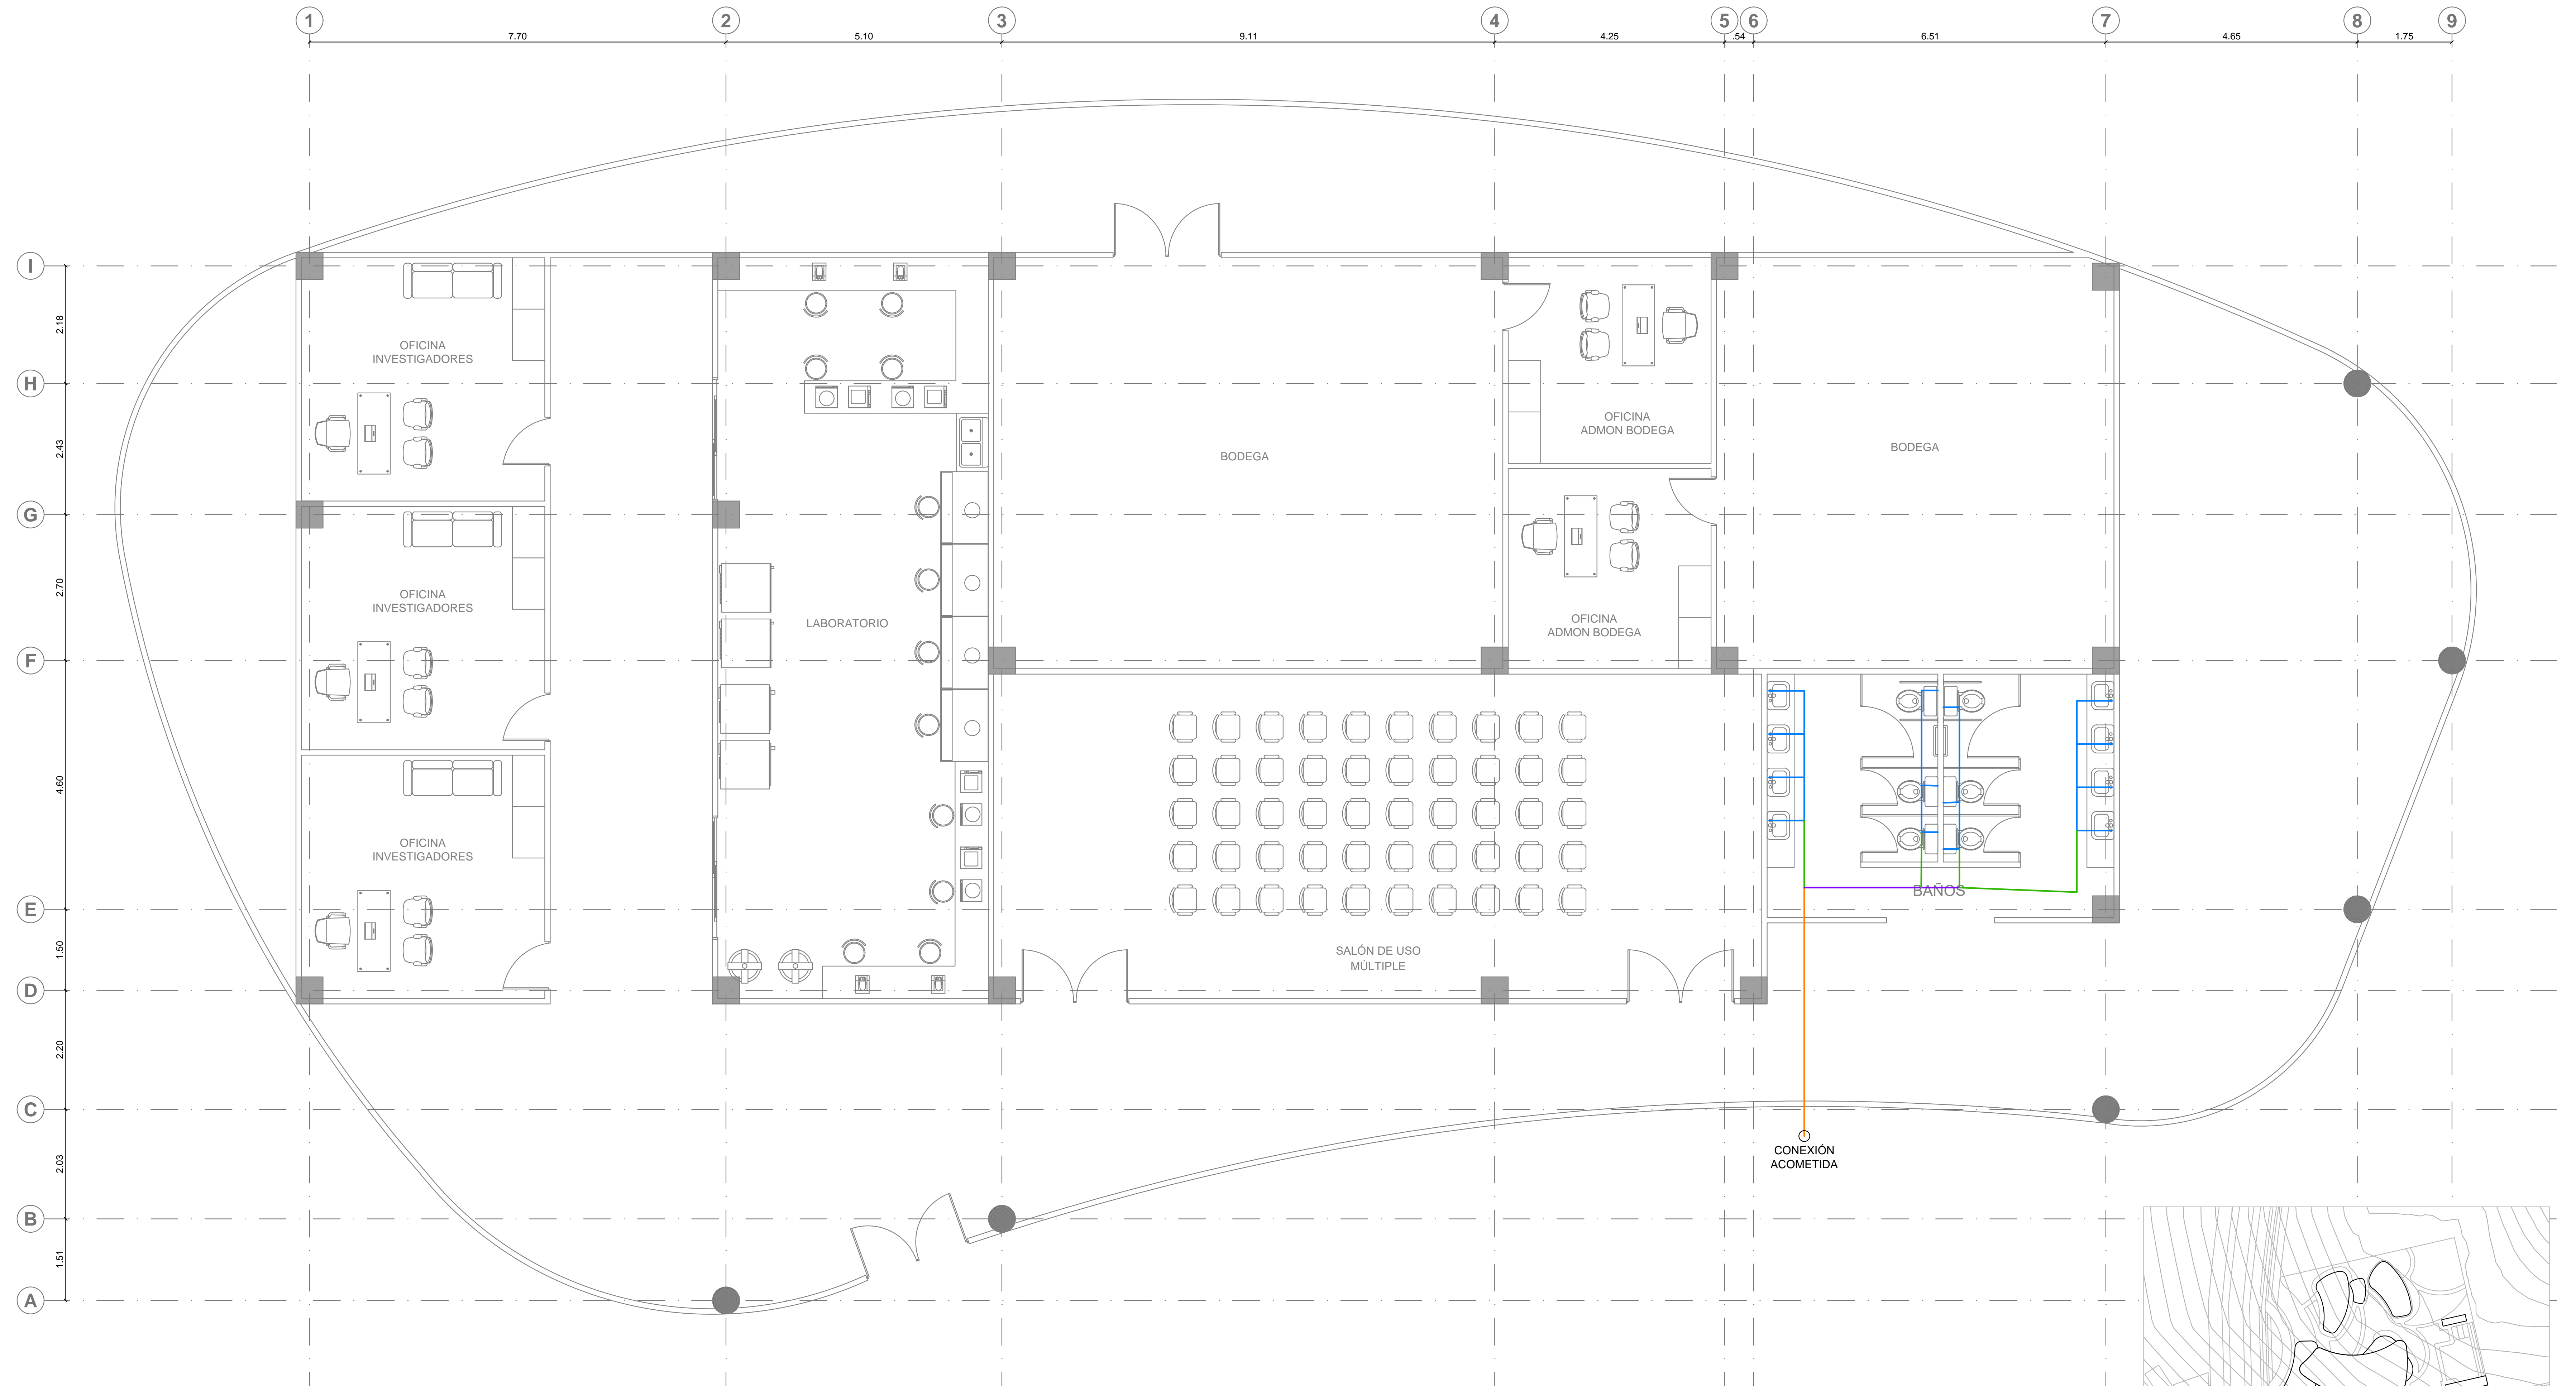 1 2 3 4 5 6 7 8 9
7.70 5.10 9.11 4.25 .54 6.51 4.65 1.75
I
2.18
H
2.43
G
2.70
F
4.60
E
1.50
D
2.20
C
2.03
B
1.51
A
OFICINA
INVESTIGADORES
OFICINA
INVESTIGADORES
OFICINA
INVESTIGADORES
LABORATORIO
BODEGA
OFICINA
ADMON BODEGA
OFICINA
ADMON BODEGA
BODEGA
SALÓN DE USO
MÚLTIPLE
BAÑOS
CONEXIÓN
ACOMETIDA